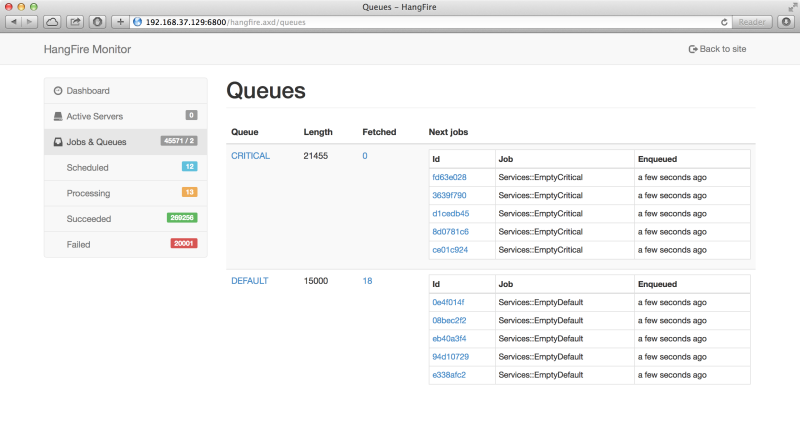 Queues – HangFire
192.168.37.129:6800/hangfire.axd/queues
Reader
HangFire Monitor
Back to site
Dashboard
Active Servers 0
Jobs & Queues 45571 / 2
Scheduled 12
Processing 13
Succeeded 269256
Failed 20001
Queues
Queue Length Fetched Next jobs
CRITICAL 21455 0
Id Job Enqueued
fd63e028 Services::EmptyCritical a few seconds ago
3639f790 Services::EmptyCritical a few seconds ago
d1cedb45 Services::EmptyCritical a few seconds ago
8d0781c6 Services::EmptyCritical a few seconds ago
ce01c924 Services::EmptyCritical a few seconds ago
DEFAULT 15000 18
Id Job Enqueued
0e4f014f Services::EmptyDefault a few seconds ago
08bec2f2 Services::EmptyDefault a few seconds ago
eb40a3f4 Services::EmptyDefault a few seconds ago
94d10729 Services::EmptyDefault a few seconds ago
e338afc2 Services::EmptyDefault a few seconds ago